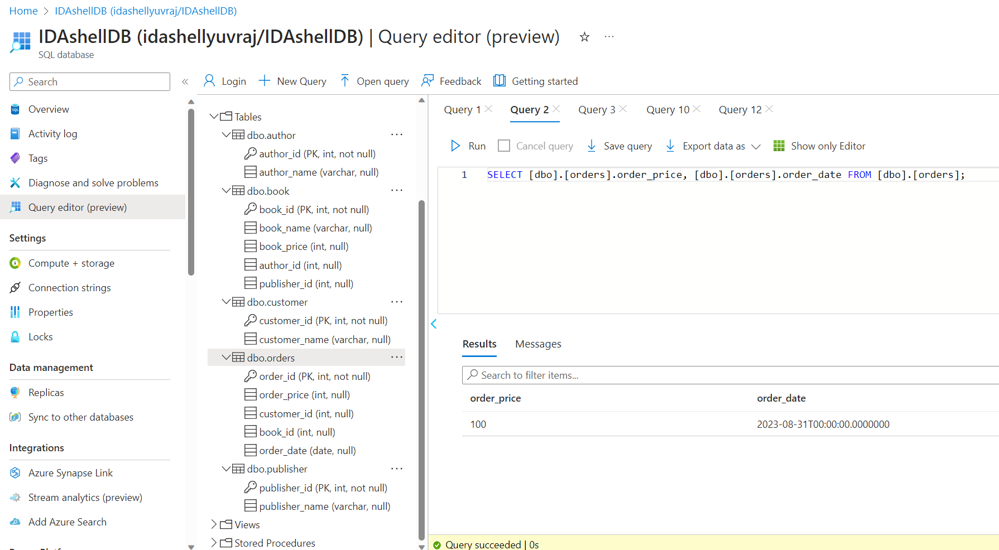 Home > IDAshellDB (idashellyuvraj/IDAshellDB)
IDAshellDB (idashellyuvraj/IDAshellDB) | Query editor (preview)
SQL database
Search
Overview
Activity log
Tags
Diagnose and solve problems
Query editor (preview)
Settings
Compute + storage
Connection strings
Properties
Locks
Data management
Replicas
Sync to other databases
Integrations
Azure Synapse Link
Stream analytics (preview)
Add Azure Search
Login
New Query
Open query
Feedback
Getting started
Tables
dbo.author
author_id (PK, int, not null)
author_name (varchar, null)
dbo.book
book_id (PK, int, not null)
book_name (varchar, null)
book_price (int, null)
author_id (int, null)
publisher_id (int, null)
dbo.customer
customer_id (PK, int, not null)
customer_name (varchar, null)
dbo.orders
order_id (PK, int, not null)
order_price (int, null)
customer_id (int, null)
book_id (int, null)
order_date (date, null)
dbo.publisher
publisher_id (PK, int, not null)
publisher_name (varchar, null)
Views
Stored Procedures
Query 1
Query 2
Query 3
Query 10
Query 12
Run
Cancel query
Save query
Export data as
Show only Editor
1 SELECT [dbo].[orders].order_price, [dbo].[orders].order_date FROM [dbo].[orders];
Results
Messages
Search to filter items...
order_price order_date
100 2023-08-31T00:00:00.0000000
Query succeeded | 0s